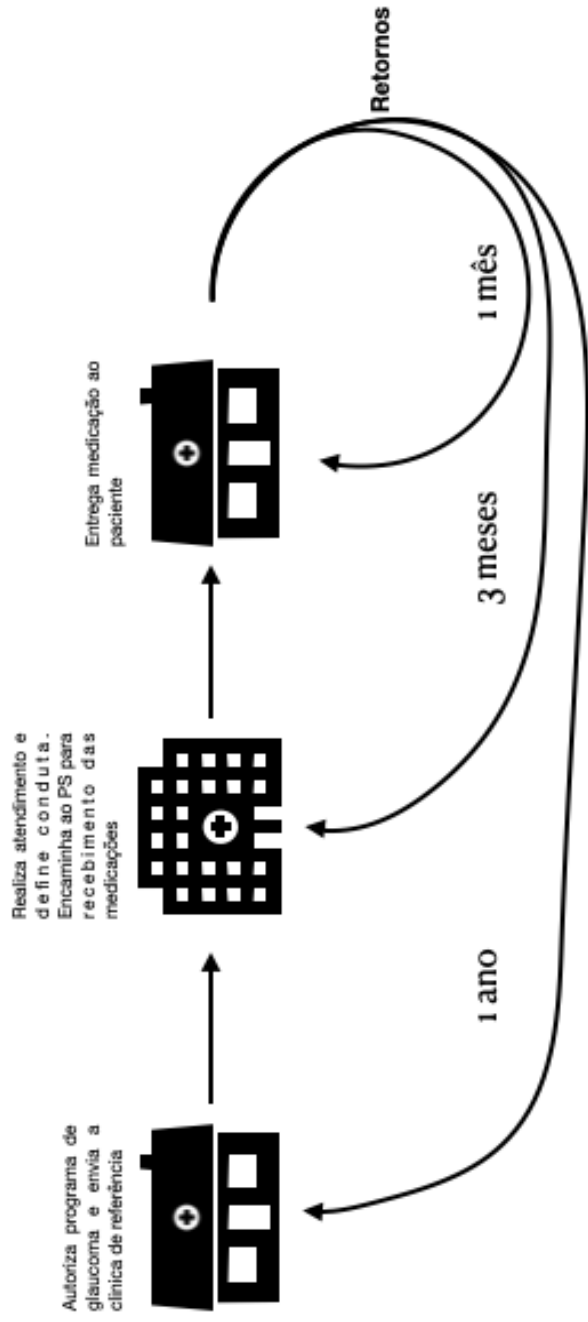 Autoriza programa de
glaucoma e envia a
clínica de referência
Realiza atendimento e
define conduta.
Encaminha ao PS para
recebimento das
medicações
Entrega medicação ao
paciente
Retornos
1 mês
3 meses
1 ano